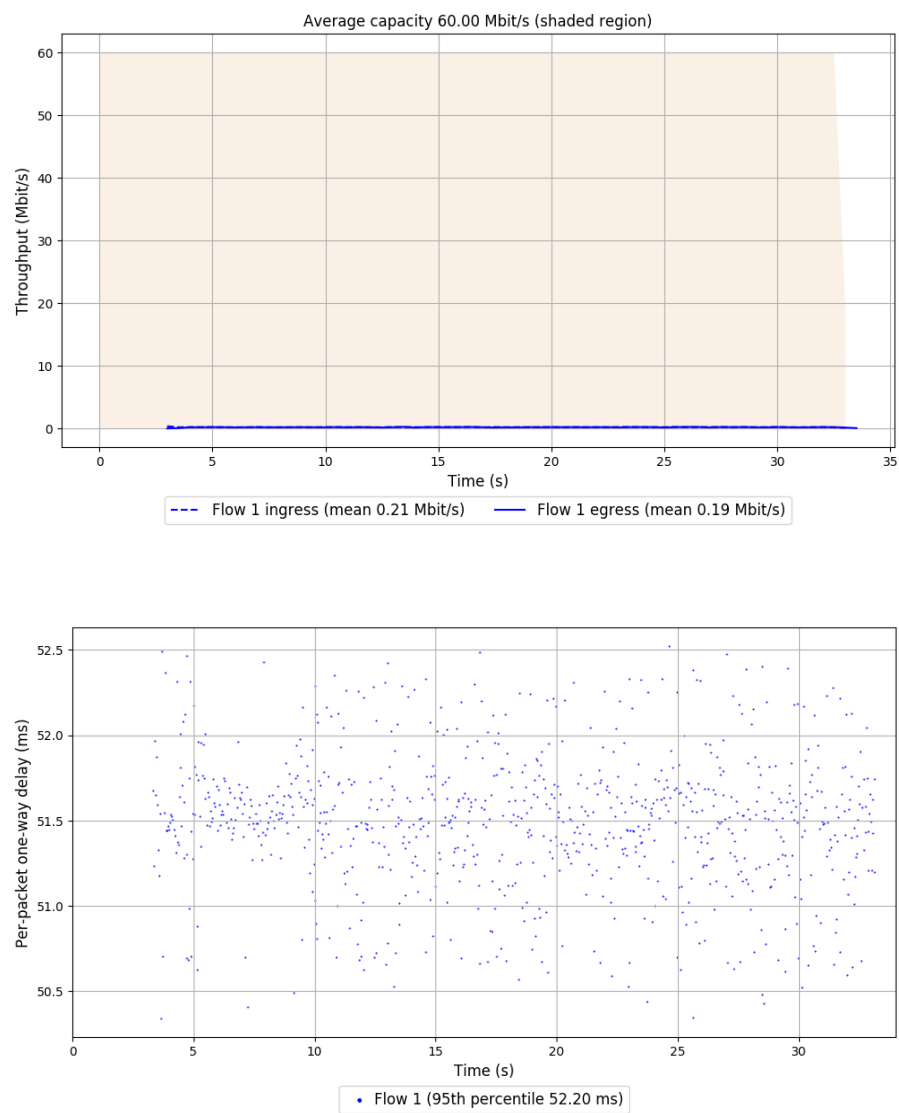 Average capacity 60.00 Mbit/s (shaded region)
60
50
40
30
20
10
0
Throughput (Mbit/s)
0 5 10 15 20 25 30 35
Time (s)
Flow 1 ingress (mean 0.21 Mbit/s) Flow 1 egress (mean 0.19 Mbit/s)
52.5
52.0
51.5
51.0
50.5
Per-packet one-way delay (ms)
0 5 10 15 20 25 30
Time (s)
Flow 1 (95th percentile 52.20 ms)